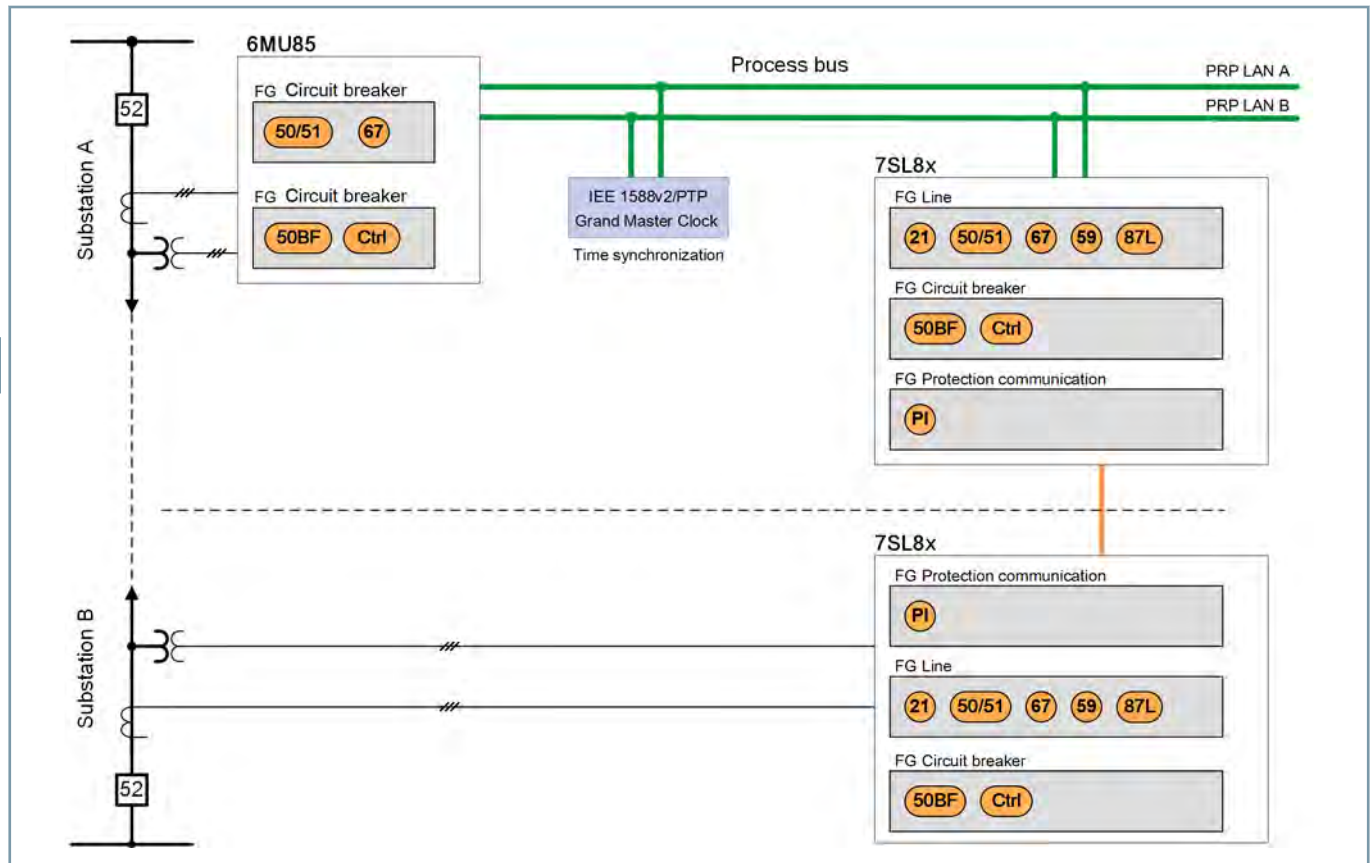 6MU85
FG Circuit breaker
50/51 67
FG Circuit breaker
50BF Ctrl
52
Substation A
Process bus
PRP LAN A
PRP LAN B
IEE 1588v2/PTP
Grand Master Clock
Time synchronization
7SL8x
FG Line
21 50/51 67 59 87L
FG Circuit breaker
50BF Ctrl
FG Protection communication
PI
7SL8x
FG Protection communication
PI
FG Line
21 50/51 67 59 87L
FG Circuit breaker
50BF Ctrl
Substation B
52